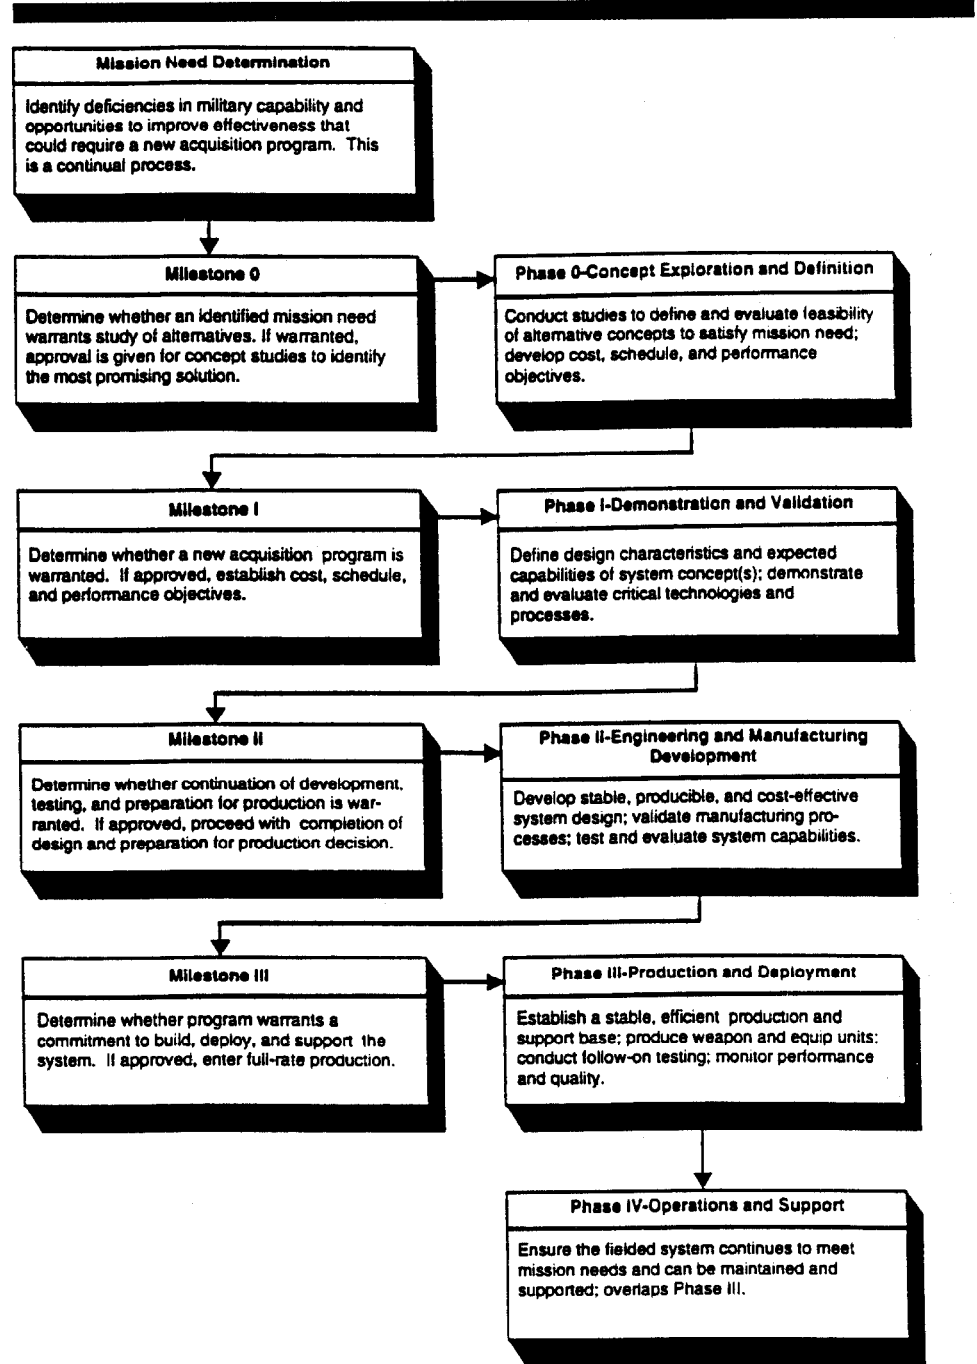 Mission Need Determination
Identify deficiencies in military capability and
opportunities to improve effectiveness that
could require a new acquisition program. This
is a continual process.
Milestone 0
Determine whether an identified mission need
warrants study of alternatives. If warranted,
approval is given for concept studies to identify
the most promising solution.
Phase 0-Concept Exploration and Definition
Conduct studies to define and evaluate feasibility
of alternative concepts to satisfy mission need;
develop cost, schedule, and performance
objectives.
Milestone I
Determine whether a new acquisition program is
warranted. If approved, establish cost, schedule,
and performance objectives.
Phase I-Demonstration and Validation
Define design characteristics and expected
capabilities of system concept(s); demonstrate
and evaluate critical technologies and
processes.
Milestone II
Determine whether continuation of development,
testing, and preparation for production is war-
ranted. If approved, proceed with completion of
design and preparation for production decision.
Phase II-Engineering and Manufacturing
Development
Develop stable, producible, and cost-effective
system design; validate manufacturing pro-
cesses; test and evaluate system capabilities.
Milestone III
Determine whether program warrants a
commitment to build, deploy, and support the
system. If approved, enter full-rate production.
Phase III-Production and Deployment
Establish a stable, efficient production and
support base; produce weapon and equip units;
conduct follow-on testing; monitor performance
and quality.
Phase IV-Operations and Support
Ensure the fielded system continues to meet
mission needs and can be maintained and
supported; overlaps Phase III.